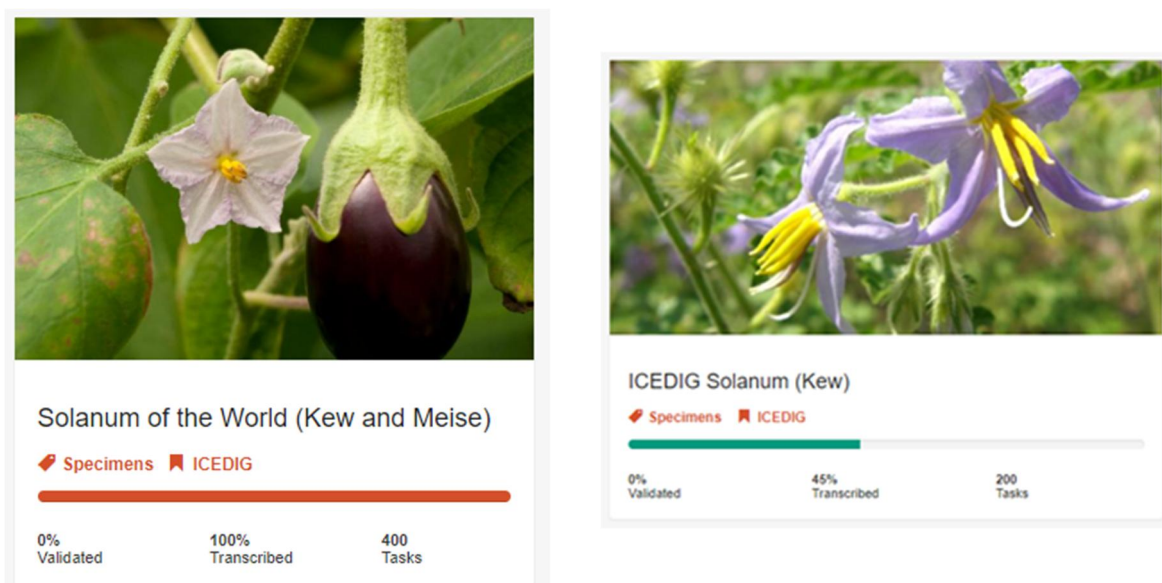 Solanum of the World (Kew and Meise)
Specimens ICEDIG
0% 100% 400
Validated Transcribed Tasks
ICEDIG Solanum (Kew)
Specimens ICEDIG
0% 45% 200
Validated Transcribed Tasks